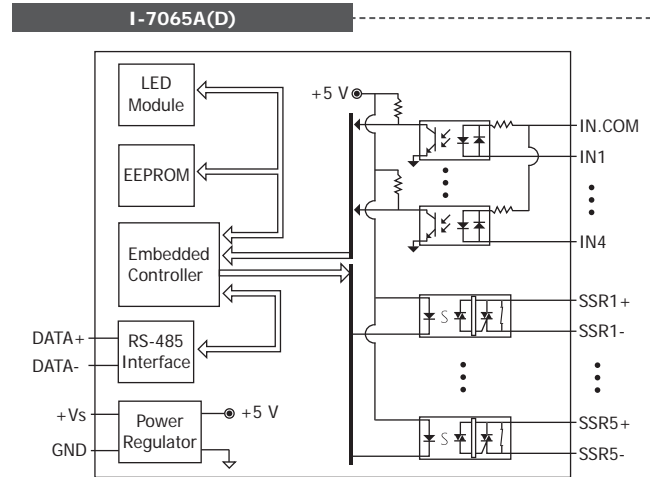 I-7065A(D)
LED
Module
EEPROM
Embedded
Controller
RS-485
Interface
Power
Regulator
DATA+
DATA-
+Vs
GND
+5 V
+5 V
IN.COM
IN1
IN4
S
SSR1+
SSR1-
S
SSR5+
SSR5-